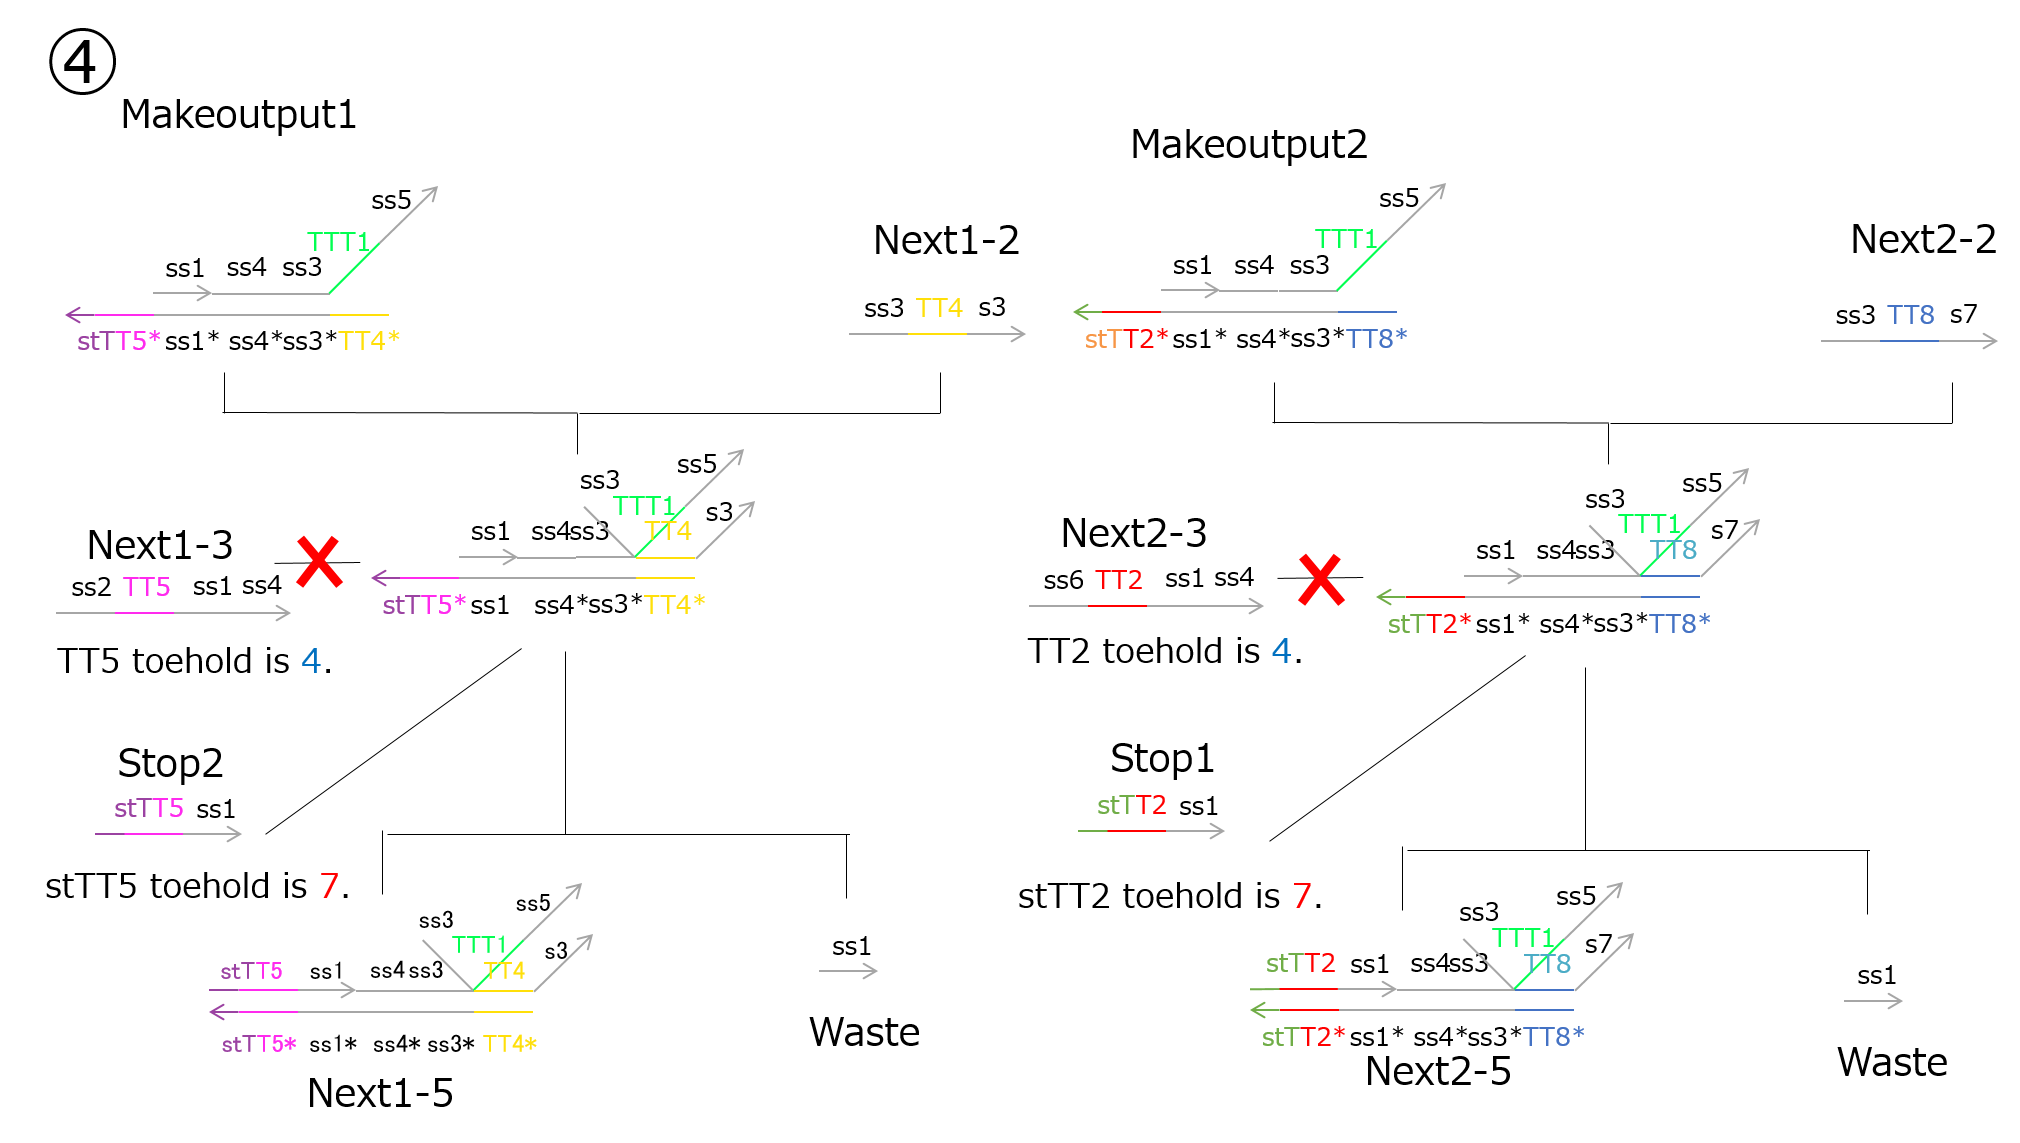 ④
Makeoutput1
ss5
TTT1
ss1 ss4 ss3
stTT5* ss1* ss4* ss3* TT4*
Next1-2
ss3 TT4 s3
Makeoutput2
ss5
TTT1
ss1 ss4 ss3
stTT2* ss1* ss4* ss3* TT8*
Next2-2
ss3 TT8 s7
Next1-3
ss2 TT5 ss1 ss4
TT5 toehold is 4.
ss3 ss5
TTT1
s3
ss1 ss4 ss3 TT4
stTT5* ss1 ss4* ss3* TT4*
Next2-3
ss6 TT2 ss1 ss4
TT2 toehold is 4.
ss3 ss5
TTT1
s7
ss1 ss4 ss3 TT8
stTT2* ss1* ss4* ss3* TT8*
Stop2
stTT5 ss1
stTT5 toehold is 7.
ss3 ss5
TTT1
s3
stTT5 ss1 ss4 ss3 TT4
stTT5* ss1* ss4* ss3* TT4*
Next1-5
ss1
Waste
Stop1
stTT2 ss1
stTT2 toehold is 7.
ss3 ss5
TTT1
s7
stTT2 ss1 ss4 ss3 TT8
stTT2* ss1* ss4* ss3* TT8*
Next2-5
ss1
Waste